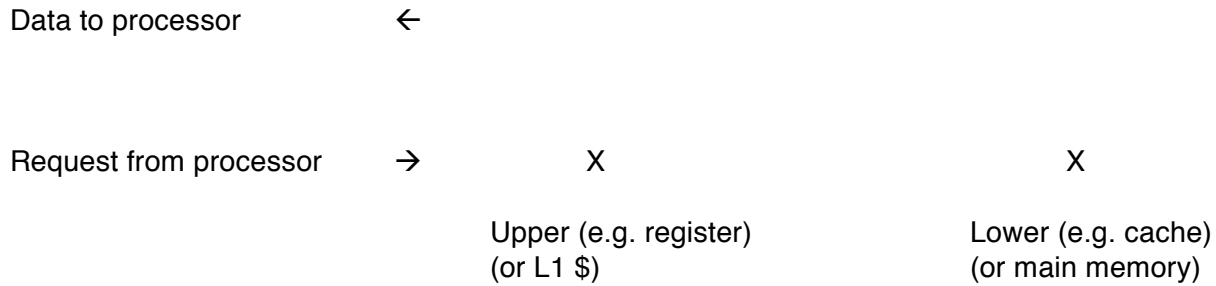 Data to processor ←
Request from processor → X X
Upper (e.g. register) Lower (e.g. cache)
(or L1 $) (or main memory)